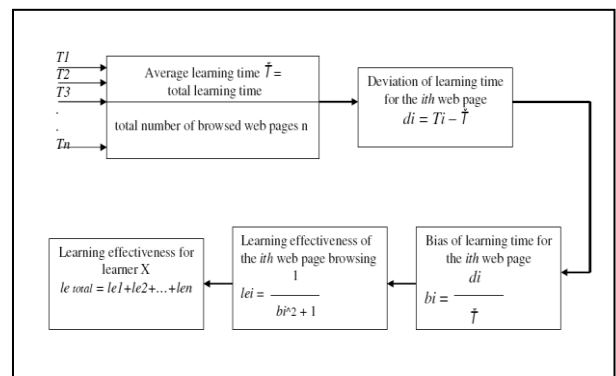 T1
T2
T3
.
.
Tn
Average learning time Ť =
total learning time
total number of browsed web pages n
Deviation of learning time
for the ith web page
di = Ti – Ť
Bias of learning time for
the ith web page
di
bi =
Ť
Learning effectiveness of
the ith web page browsing
1
lei =
bi^2 + 1
Learning effectiveness for
learner X
le total = le1+le2+...+len